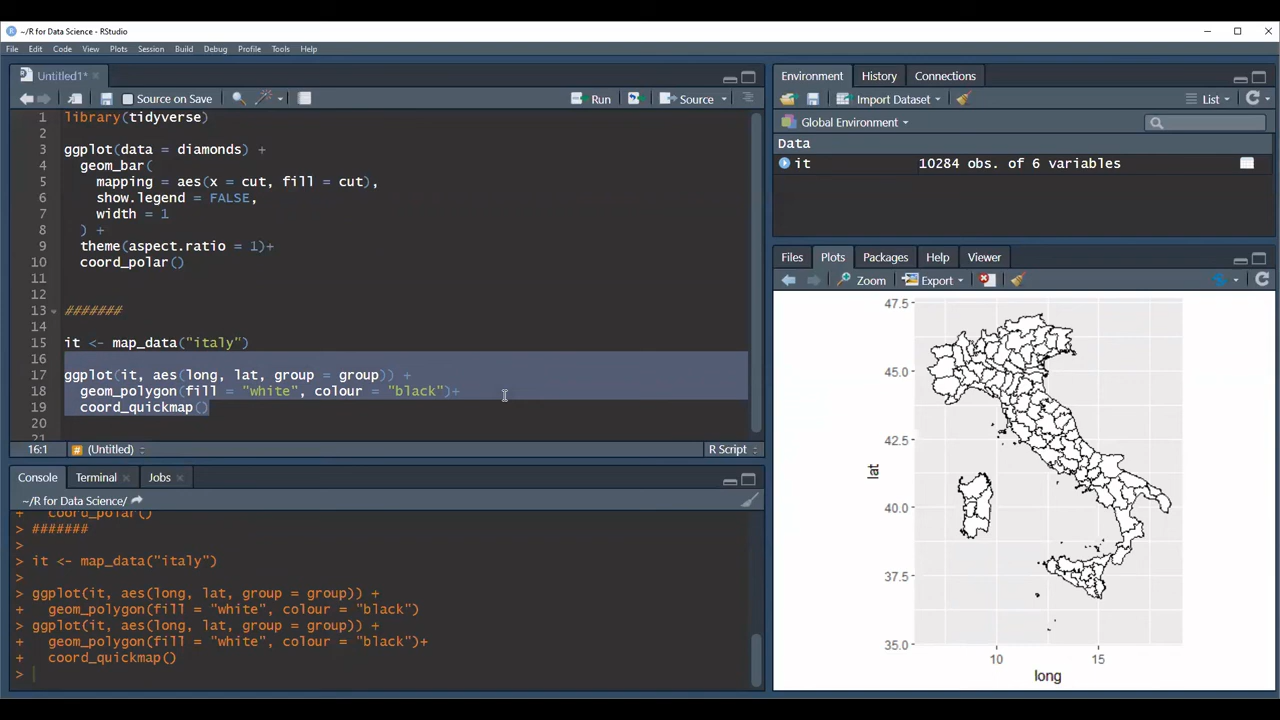 ~/R for Data Science - RStudio
File Edit Code View Plots Session Build Debug Profile Tools Help
Untitled1*
Source on Save Run Source
1 library(tidyverse)
2
3 ggplot(data = diamonds) +
4 geom_bar(
5 mapping = aes(x = cut, fill = cut),
6 show.legend = FALSE,
7 width = 1
8 ) +
9 theme(aspect.ratio = 1)+
10 coord_polar()
11
12
13 #######
14
15 it <- map_data("italy")
16
17 ggplot(it, aes(long, lat, group = group)) +
18 geom_polygon(fill = "white", colour = "black")+
19 coord_quickmap()
20
21
16:1 # (Untitled) R Script
Console Terminal Jobs
~/R for Data Science/
+ coord_polar()
> #######
>
> it <- map_data("italy")
>
> ggplot(it, aes(long, lat, group = group)) +
+ geom_polygon(fill = "white", colour = "black")
> ggplot(it, aes(long, lat, group = group)) +
+ geom_polygon(fill = "white", colour = "black")+
+ coord_quickmap()
>
Environment History Connections
Import Dataset List
Global Environment
Data
it 10284 obs. of 6 variables
Files Plots Packages Help Viewer
Zoom Export
47.5
45.0
42.5
lat
40.0
37.5
35.0
10 15
long